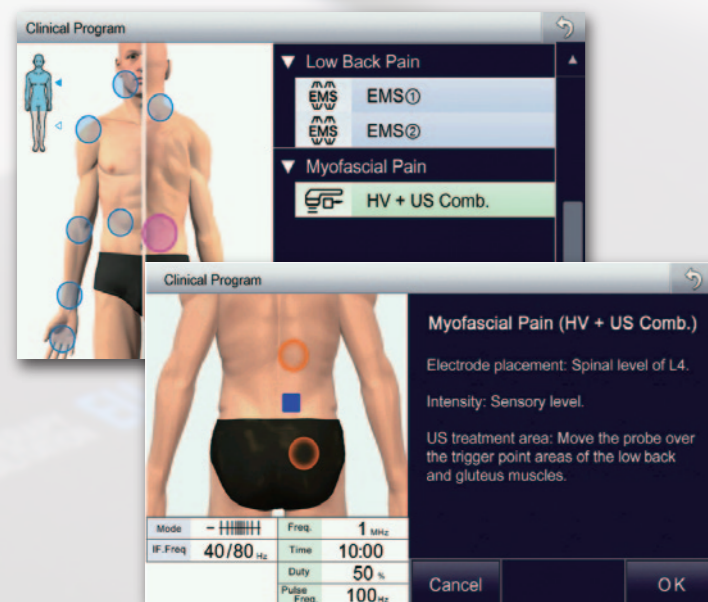 Clinical Program
Low Back Pain
EMS EMS①
EMS EMS②
Myofascial Pain
HV + US Comb.
Clinical Program
Myofascial Pain (HV + US Comb.)
Electrode placement: Spinal level of L4.
Intensity: Sensory level.
US treatment area: Move the probe over
the trigger point areas of the low back
and gluteus muscles.
Mode Freq. 1 MHz
IF.Freq 40/80 Hz Time 10:00
Duty 50 %
Pulse Freq. 100 Hz
Cancel OK